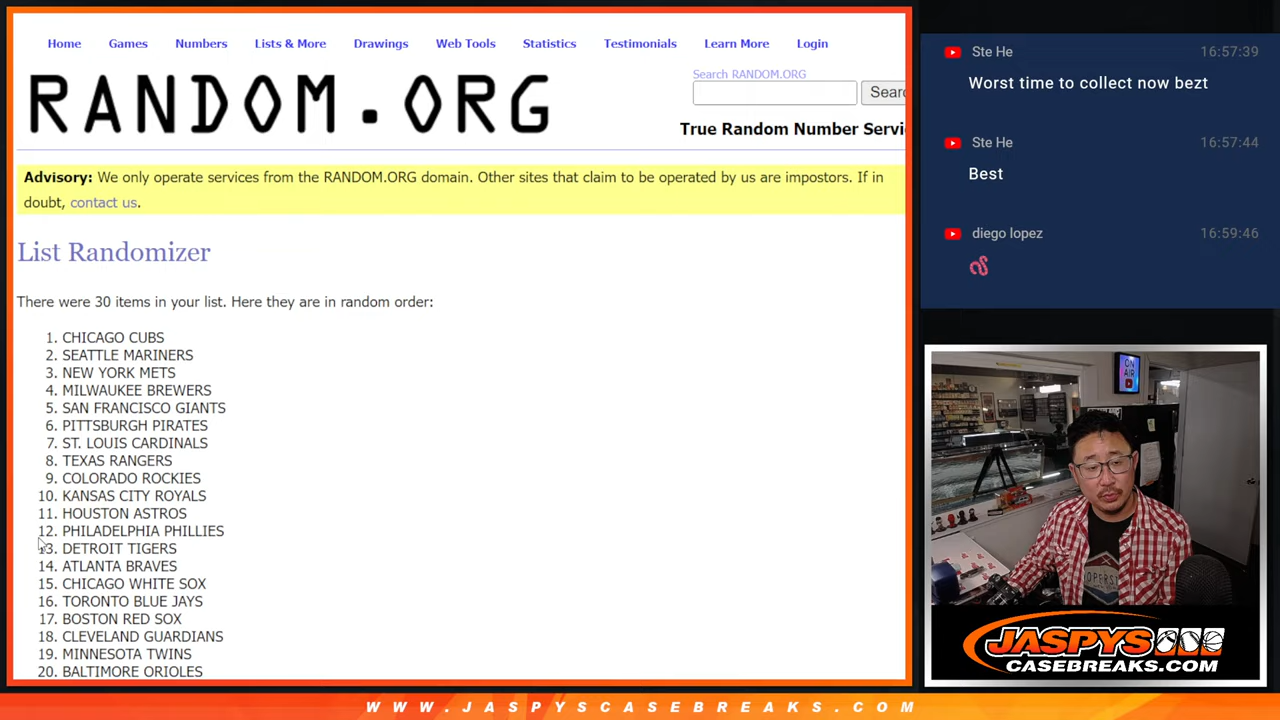 Home Games Numbers Lists & More Drawings Web Tools Statistics Testimonials Learn More Login
RANDOM.ORG
Search RANDOM.ORG
True Random Number Servi
Advisory: We only operate services from the RANDOM.ORG domain. Other sites that claim to be operated by us are impostors. If in
doubt, contact us.
List Randomizer
There were 30 items in your list. Here they are in random order:
1. CHICAGO CUBS
2. SEATTLE MARINERS
3. NEW YORK METS
4. MILWAUKEE BREWERS
5. SAN FRANCISCO GIANTS
6. PITTSBURGH PIRATES
7. ST. LOUIS CARDINALS
8. TEXAS RANGERS
9. COLORADO ROCKIES
10. KANSAS CITY ROYALS
11. HOUSTON ASTROS
12. PHILADELPHIA PHILLIES
13. DETROIT TIGERS
14. ATLANTA BRAVES
15. CHICAGO WHITE SOX
16. TORONTO BLUE JAYS
17. BOSTON RED SOX
18. CLEVELAND GUARDIANS
19. MINNESOTA TWINS
20. BALTIMORE ORIOLES
Ste He 16:57:39
Worst time to collect now bezt
Ste He 16:57:44
Best
diego lopez 16:59:46
ON
AIR
JASPYS
CASEBREAKS.COM
WWW.JASPYSCASEBREAKS.COM